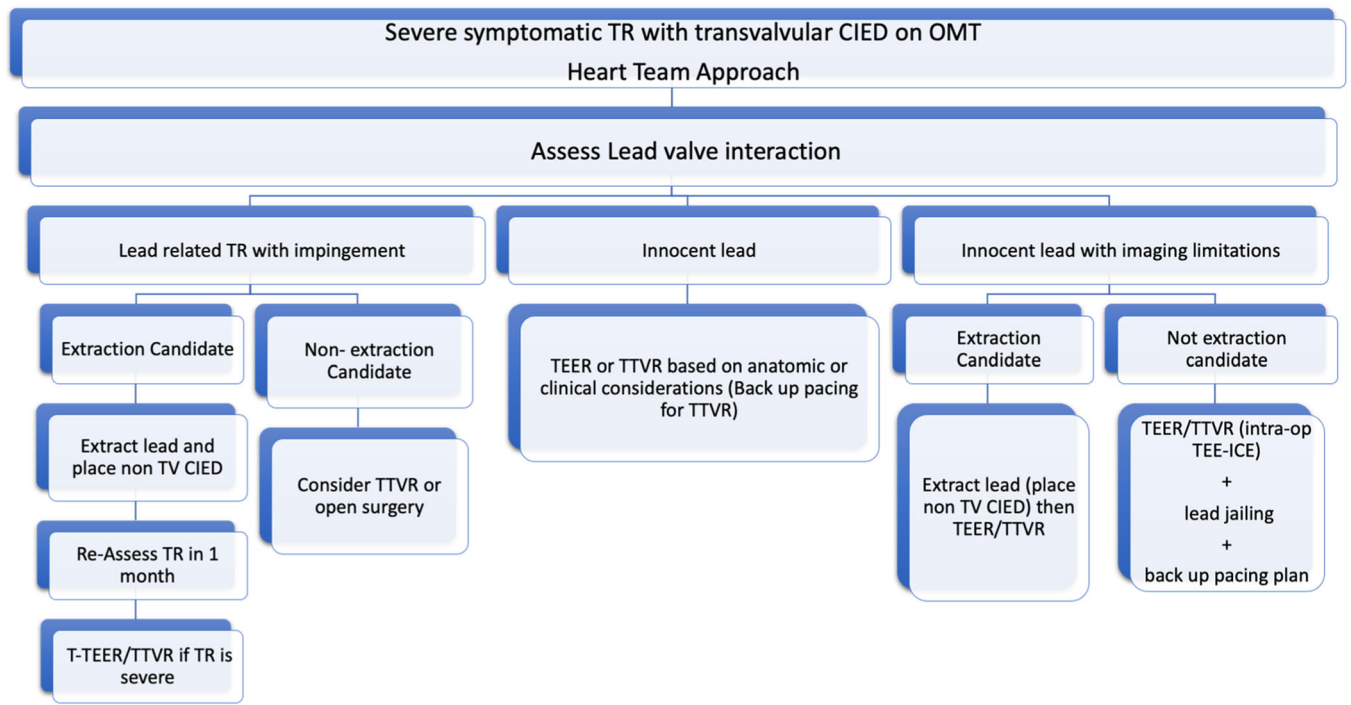 Severe symptomatic TR with transvalvular CIED on OMT
Heart Team Approach
Assess Lead valve interaction
Lead related TR with impingement
Innocent lead
Innocent lead with imaging limitations
Extraction Candidate
Non- extraction
Candidate
Extraction
Candidate
Not extraction
candidate
TEER or TTVR based on anatomic or
clinical considerations (Back up pacing
for TTVR)
Extract lead and
place non TV CIED
Consider TTVR or
open surgery
Extract lead (place
non TV CIED) then
TEER/TTVR
TEER/TTVR (intra-op
TEE-ICE)
+
lead jailing
+
back up pacing plan
Re-Assess TR in 1
month
T-TEER/TTVR if TR is
severe